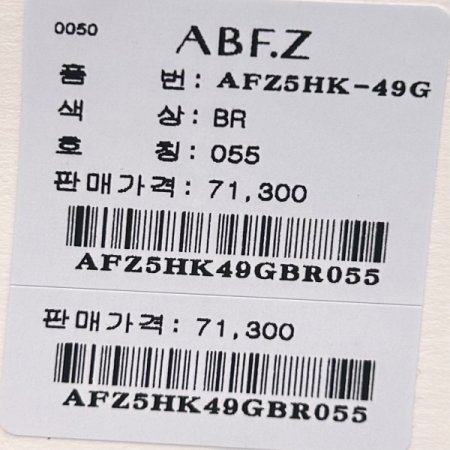 0050
ABF.Z
품 번: AFZ5HK-49G
색 상: BR
호 칭: 055
판매가격: 71,300
AFZ5HK49GBR055
판매가격: 71,300
AFZ5HK49GBR055